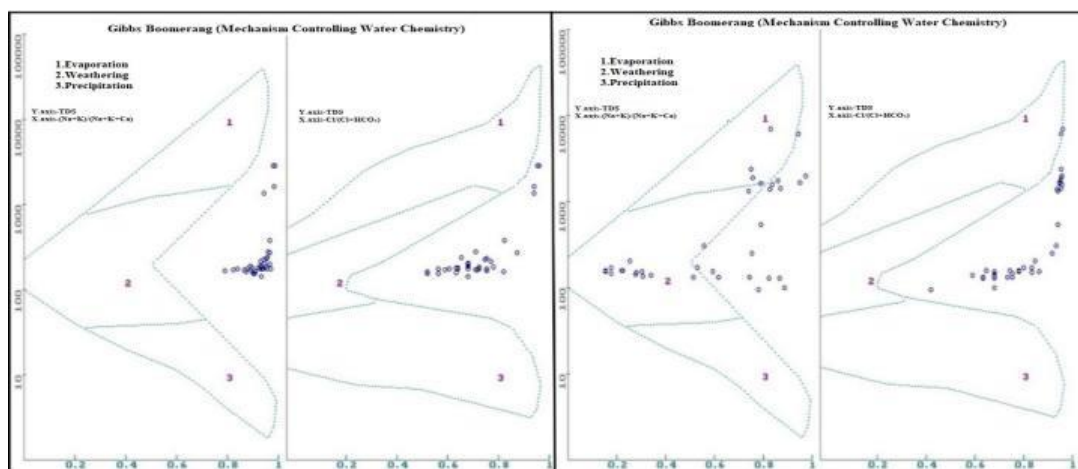 Gibbs Boomerang (Mechanism Controlling Water Chemistry)
1.Evaporation
2.Weathering
3.Precipitation
Y.axis-TDS
X.axis-(Na+K)/(Na+K+Ca)
Y.axis-TDS
X.axis-Cl/(Cl+HCO₃)
100000
10000
1000
100
10
1
2
3
1
2
3
0.2
0.4
0.6
0.8
1
0.2
0.4
0.6
0.8
1
Gibbs Boomerang (Mechanism Controlling Water Chemistry)
1.Evaporation
2.Weathering
3.Precipitation
Y.axis-TDS
X.axis-(Na+K)/(Na+K+Ca)
Y.axis-TDS
X.axis-Cl/(Cl+HCO₃)
100000
10000
1000
100
10
1
2
3
1
2
3
0.2
0.4
0.6
0.8
1
0.2
0.4
0.6
0.8
1